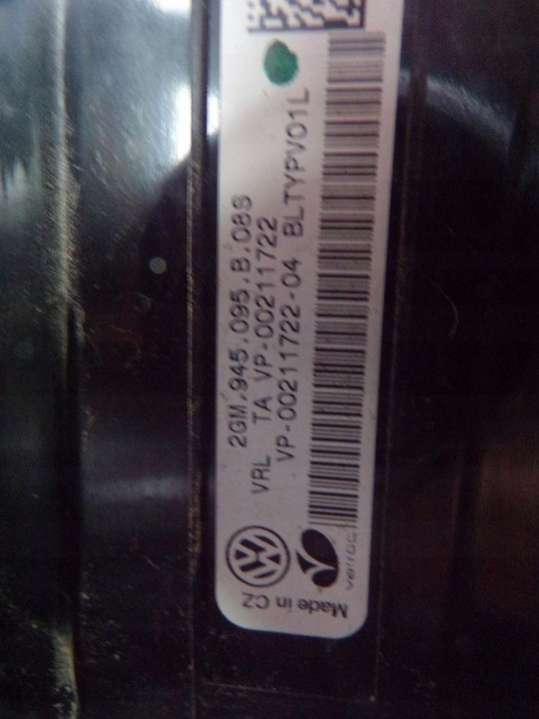 2GM.945.095.B.08S
VRL TA VP-00211722
VP-00211722-04 BLTYPV01L
Made in CZ